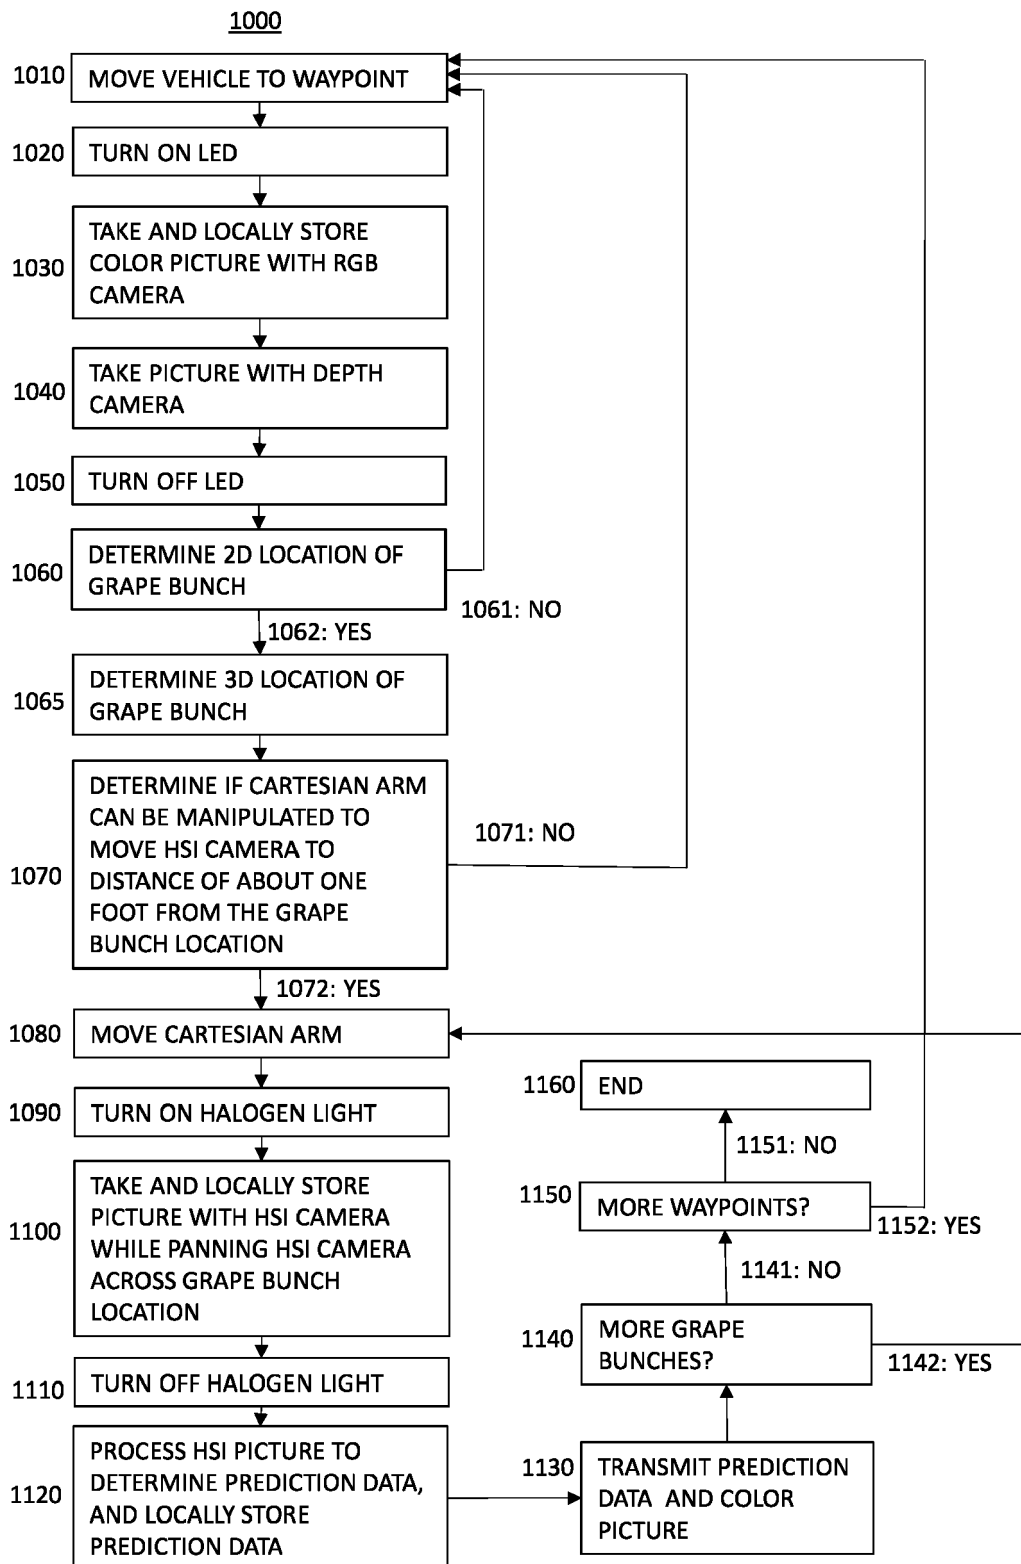 1000
1010
MOVE VEHICLE TO WAYPOINT
1020
TURN ON LED
1030
TAKE AND LOCALLY STORE
COLOR PICTURE WITH RGB
CAMERA
1040
TAKE PICTURE WITH DEPTH
CAMERA
1050
TURN OFF LED
1060
DETERMINE 2D LOCATION OF
GRAPE BUNCH
1061: NO
1062: YES
1065
DETERMINE 3D LOCATION OF
GRAPE BUNCH
1070
DETERMINE IF CARTESIAN ARM
CAN BE MANIPULATED TO
MOVE HSI CAMERA TO
DISTANCE OF ABOUT ONE
FOOT FROM THE GRAPE
BUNCH LOCATION
1071: NO
1072: YES
1080
MOVE CARTESIAN ARM
1090
TURN ON HALOGEN LIGHT
1100
TAKE AND LOCALLY STORE
PICTURE WITH HSI CAMERA
WHILE PANNING HSI CAMERA
ACROSS GRAPE BUNCH
LOCATION
1110
TURN OFF HALOGEN LIGHT
1120
PROCESS HSI PICTURE TO
DETERMINE PREDICTION DATA,
AND LOCALLY STORE
PREDICTION DATA
1130
TRANSMIT PREDICTION
DATA AND COLOR
PICTURE
1140
MORE GRAPE
BUNCHES?
1142: YES
1141: NO
1150
MORE WAYPOINTS?
1152: YES
1151: NO
1160
END